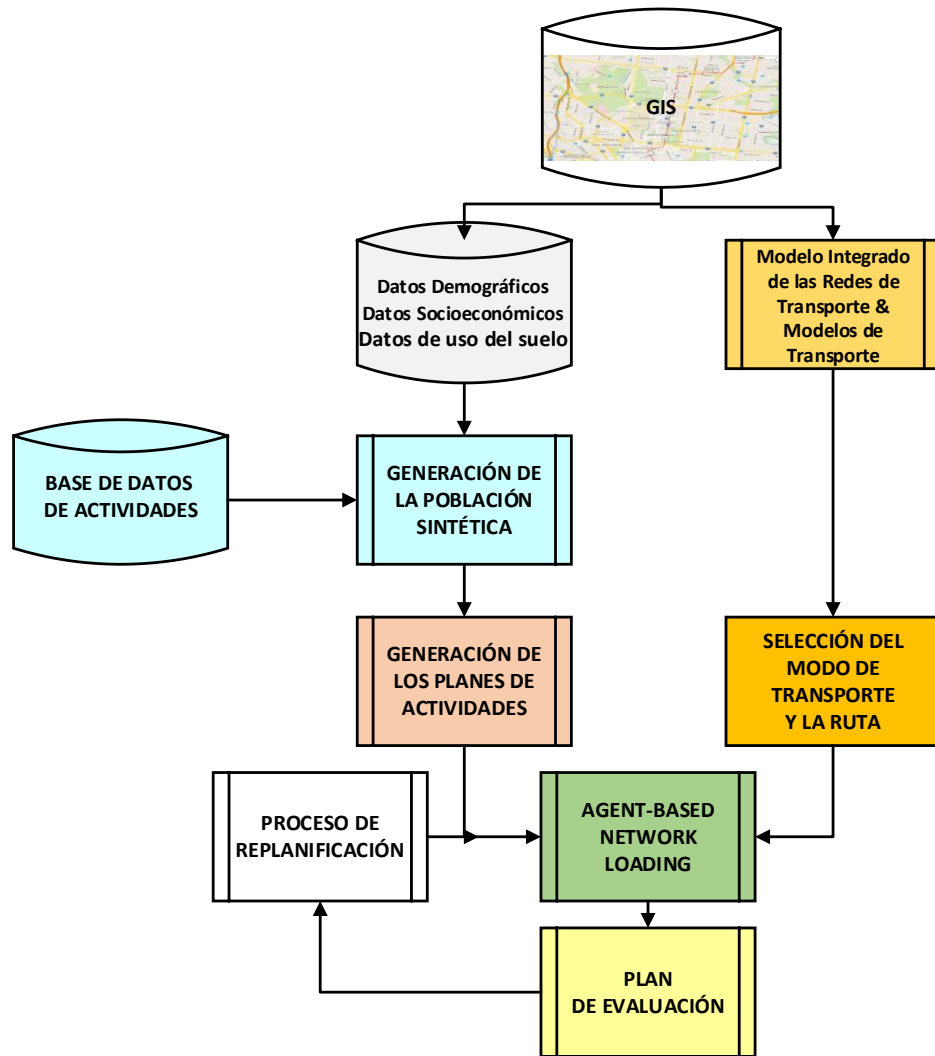 GIS
Datos Demográficos
Datos Socioeconómicos
Datos de uso del suelo
Modelo Integrado
de las Redes de
Transporte &
Modelos de
Transporte
BASE DE DATOS
DE ACTIVIDADES
GENERACIÓN DE
LA POBLACIÓN
SINTÉTICA
GENERACIÓN DE
LOS PLANES DE
ACTIVIDADES
SELECCIÓN DEL
MODO DE
TRANSPORTE
Y LA RUTA
PROCESO DE
REPLANIFICACIÓN
AGENT-BASED
NETWORK
LOADING
PLAN
DE EVALUACIÓN